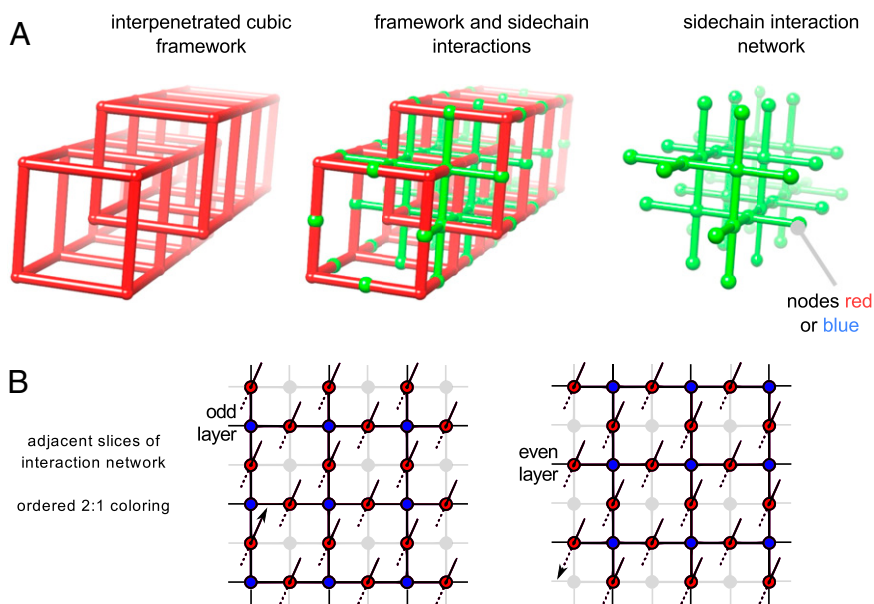 A
interpenetrated cubic
framework
framework and sidechain
interactions
sidechain interaction
network
nodes red
or blue
B
adjacent slices of
interaction network
ordered 2:1 coloring
odd
layer
even
layer